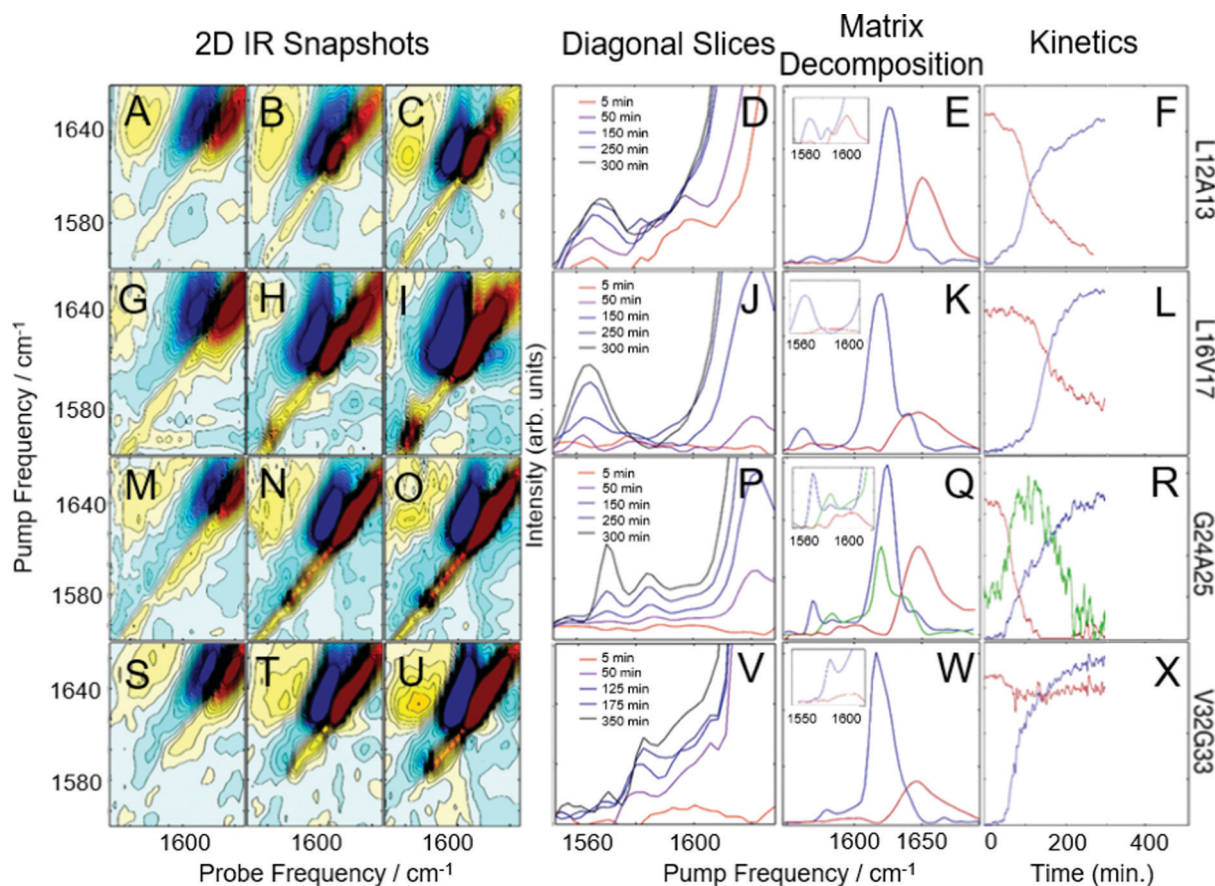 2D IR Snapshots
Diagonal Slices
Matrix
Decomposition
Kinetics
Pump Frequency / cm⁻¹
1640
1580
A
B
C
Intensity (arb. units)
D
5 min
50 min
150 min
250 min
300 min
E
1560 1600
F
L12A13
1640
1580
G
H
I
J
5 min
50 min
150 min
250 min
300 min
K
1560 1600
L
L16V17
1640
1580
M
N
O
P
5 min
50 min
150 min
250 min
300 min
Q
1560 1600
R
G24A25
1640
1580
S
T
U
V
5 min
50 min
125 min
175 min
350 min
W
1550 1600
X
V32G33
1600 1600 1600
1560 1600
1600 1650
0 200 400
Probe Frequency / cm⁻¹
Pump Frequency / cm⁻¹
Time (min.)